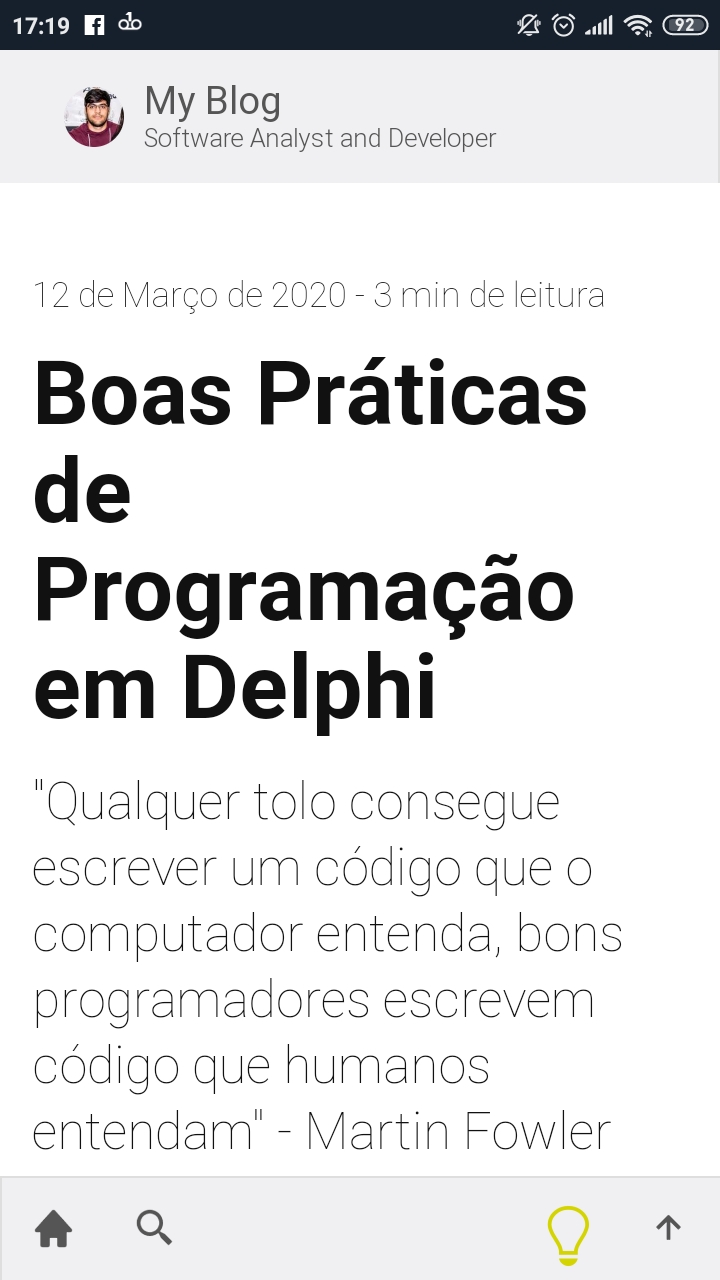 17:19
92
My Blog
Software Analyst and Developer
12 de Março de 2020 - 3 min de leitura
Boas Práticas
de
Programação
em Delphi
"Qualquer tolo consegue
escrever um código que o
computador entenda, bons
programadores escrevem
código que humanos
entendam" - Martin Fowler